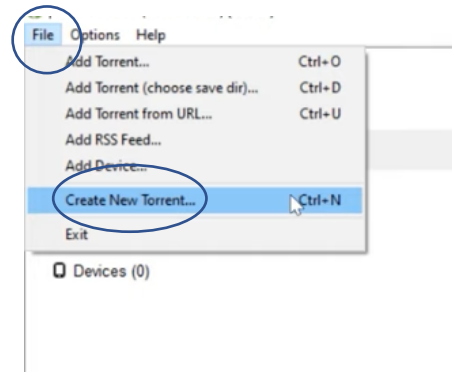 File Options Help
Add Torrent... Ctrl+O
Add Torrent (choose save dir)... Ctrl+D
Add Torrent from URL... Ctrl+U
Add RSS Feed...
Add Device...
Create New Torrent... Ctrl+N
Exit
Devices (0)